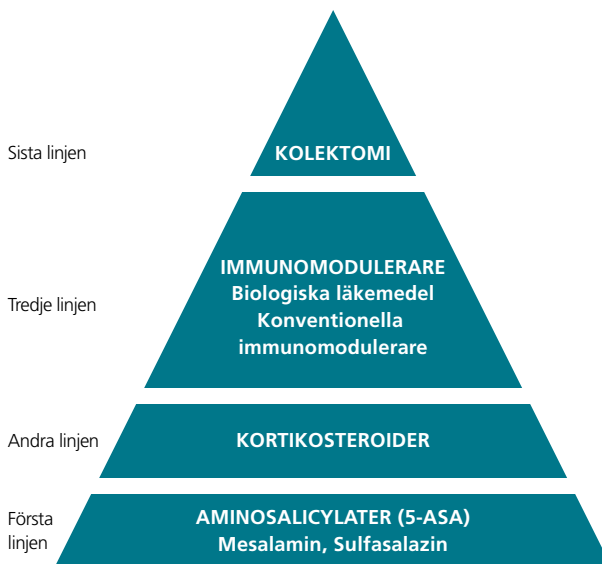 Sista linjen
KOLEKTOMI
Tredje linjen
IMMUNOMODULERARE
Biologiska läkemedel
Konventionella
immunomodulerare
Andra linjen
KORTIKOSTEROIDER
Första
linjen
AMINOSALICYLATER (5-ASA)
Mesalamin, Sulfasalazin